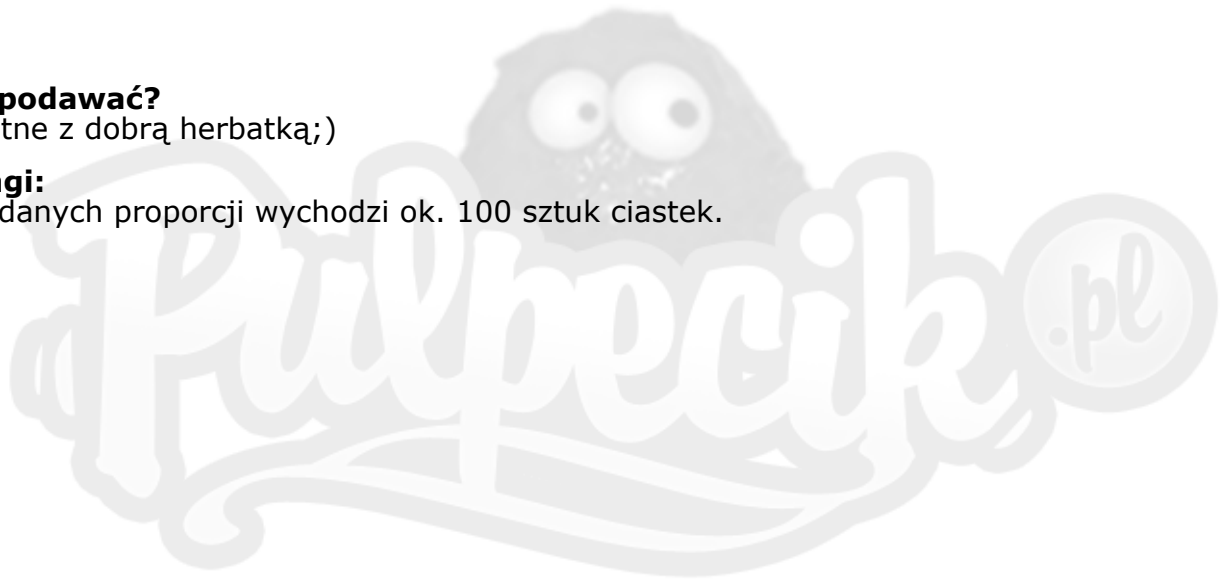 podawać?
tne z dobrą herbatką;)
gi:
danych proporcji wychodzi ok. 100 sztuk ciastek.
Pulpecik.pl